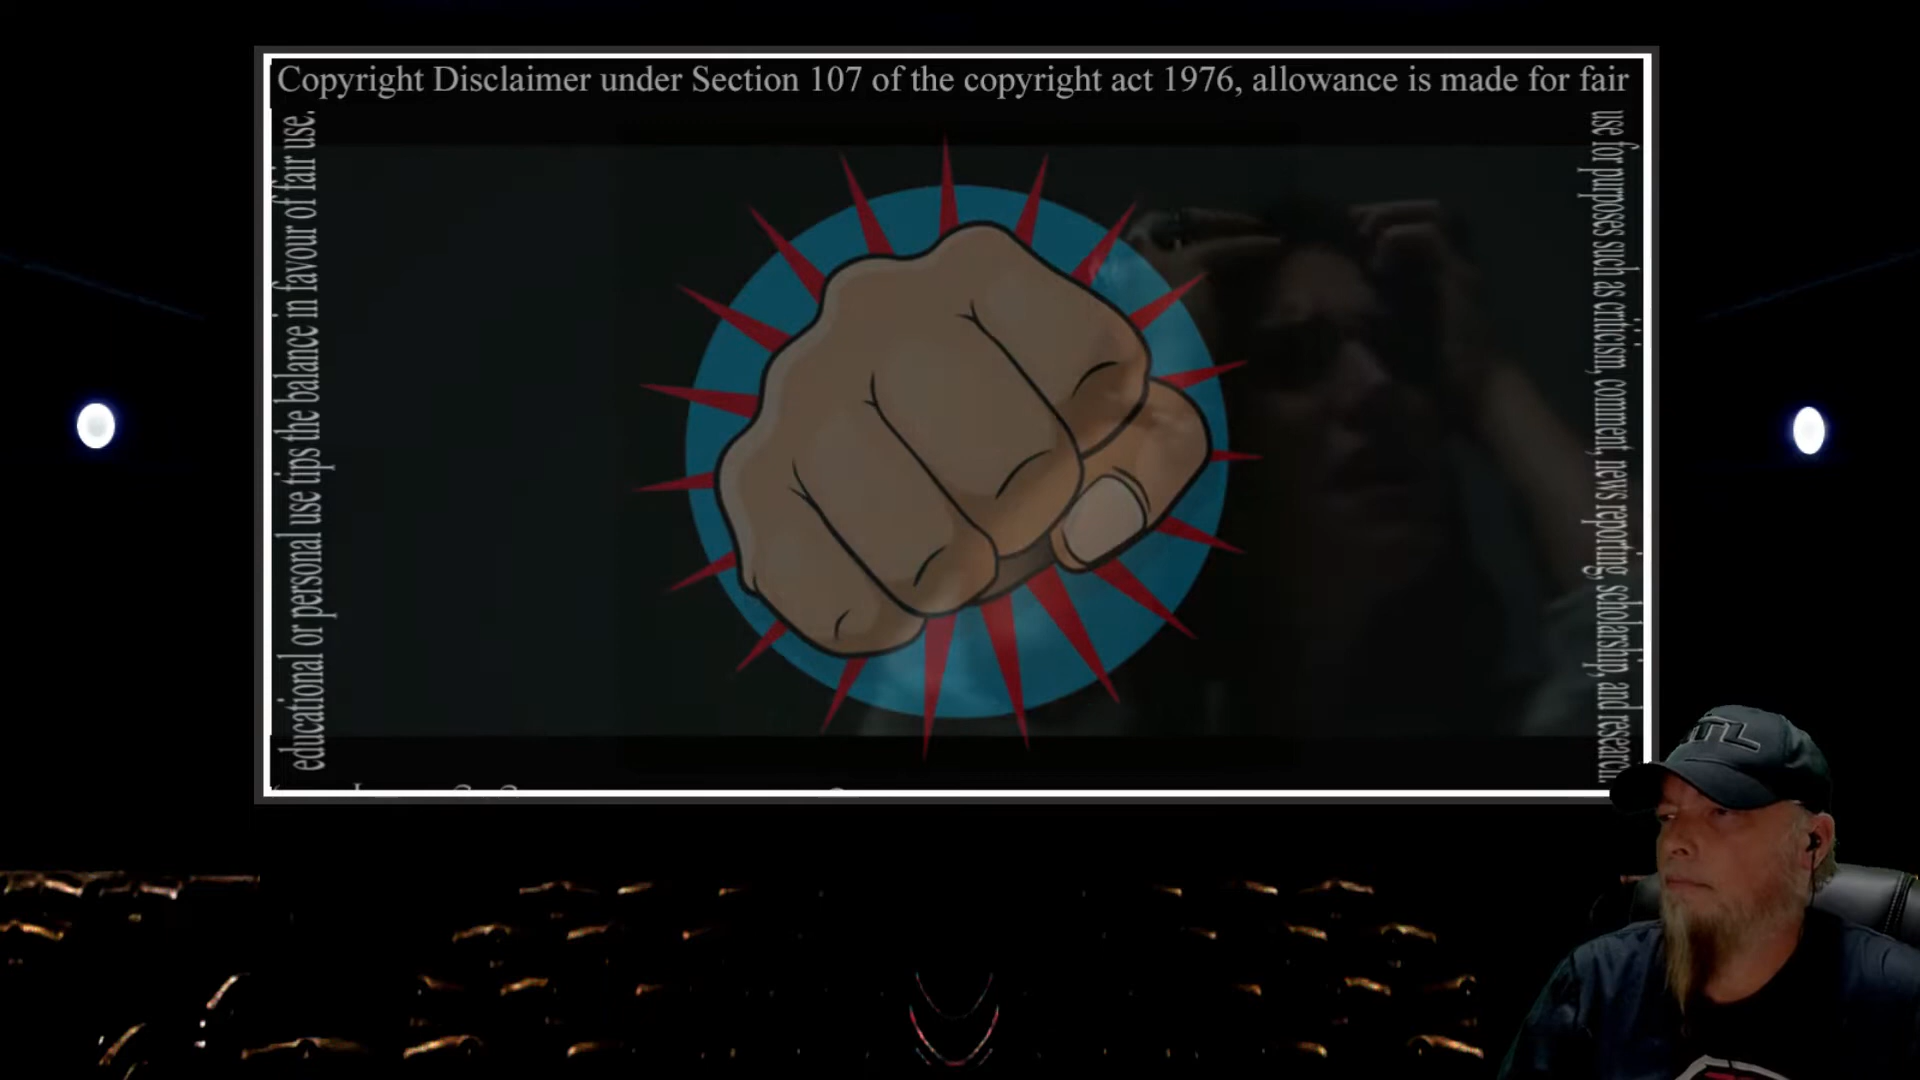 Copyright Disclaimer under Section 107 of the copyright act 1976, allowance is made for fair
use for purposes such as criticism, comment, news reporting, scholarship, and research.
educational or personal use tips the balance in favour of fair use.